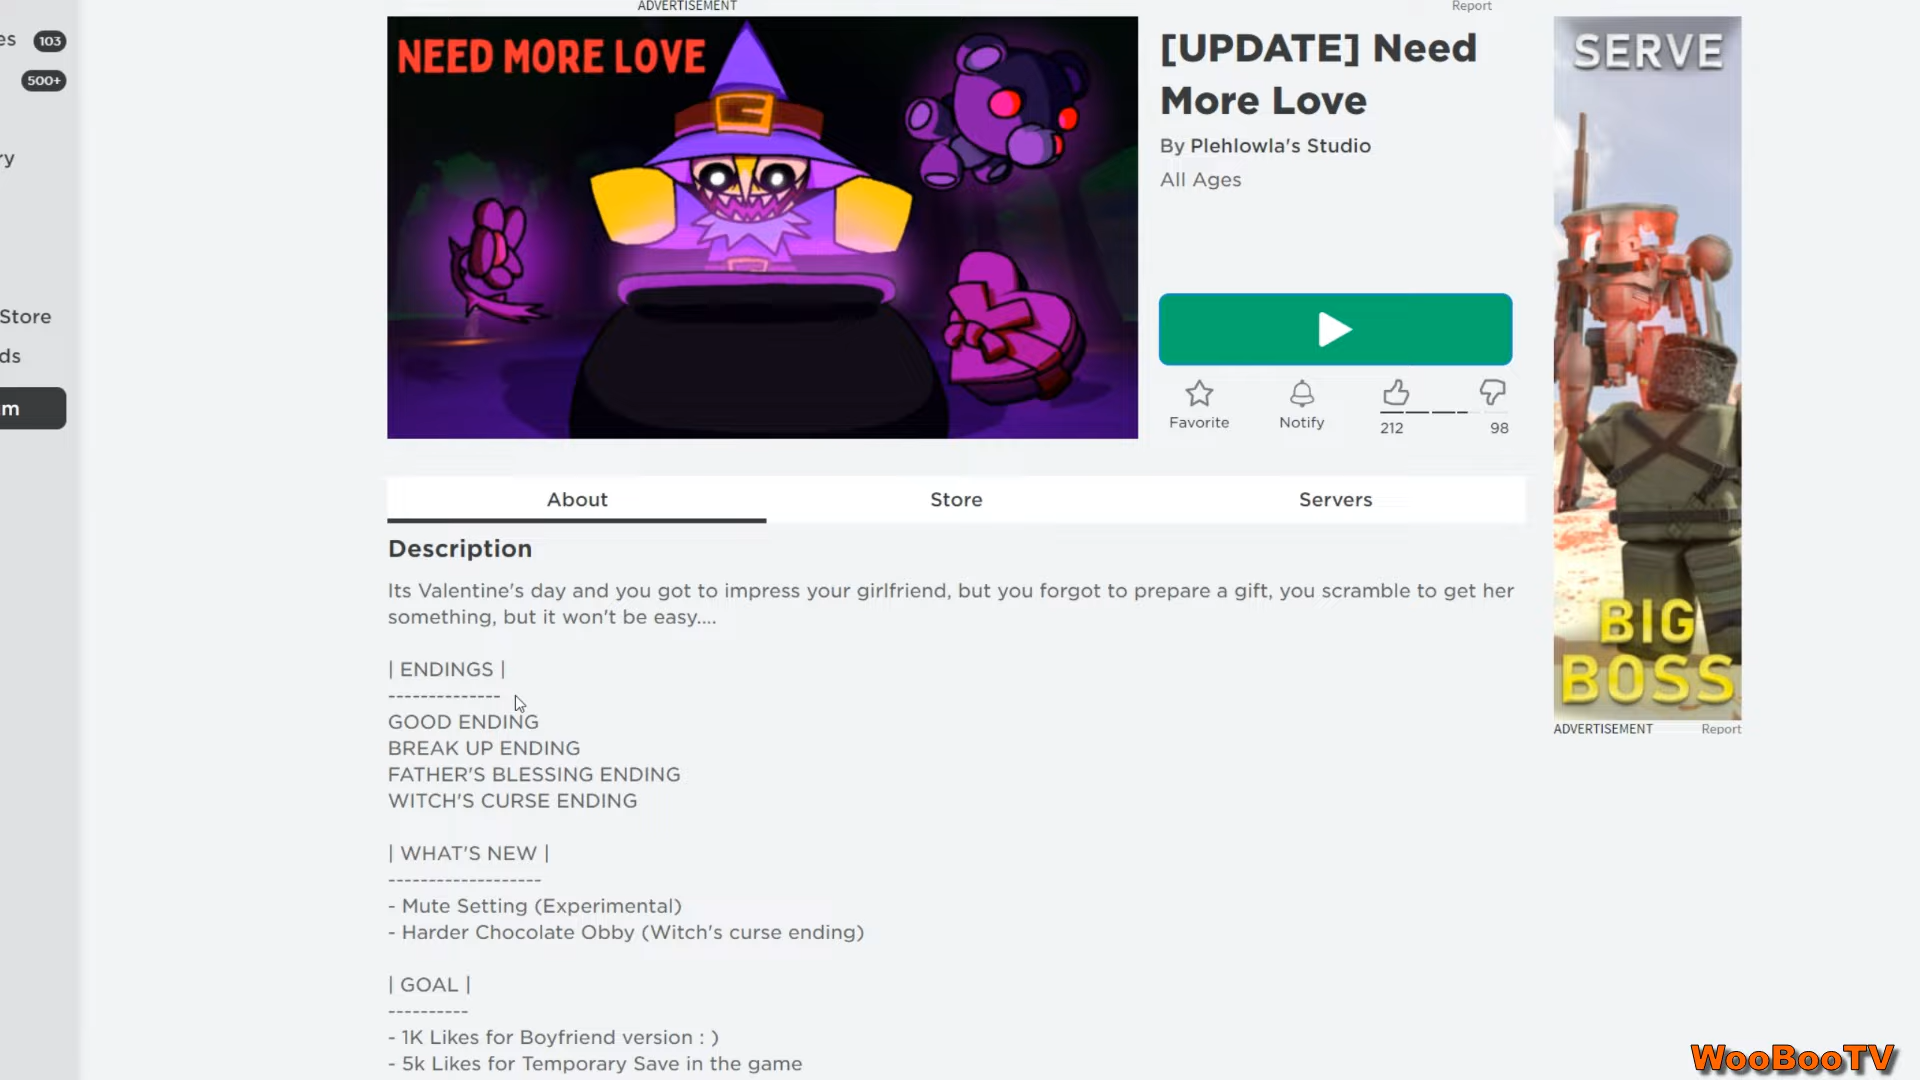 ADVERTISEMENT
Report
es 103
500+
ry
Store
ds
m
NEED MORE LOVE
[UPDATE] Need
More Love
By Plehlowla's Studio
All Ages
Favorite
Notify
212
98
SERVE
BIG
BOSS
ADVERTISEMENT
Report
About
Store
Servers
Description
Its Valentine's day and you got to impress your girlfriend, but you forgot to prepare a gift, you scramble to get her
something, but it won't be easy....
| ENDINGS |
--------------
GOOD ENDING
BREAK UP ENDING
FATHER'S BLESSING ENDING
WITCH'S CURSE ENDING
| WHAT'S NEW |
-------------------
- Mute Setting (Experimental)
- Harder Chocolate Obby (Witch's curse ending)
| GOAL |
----------
- 1K Likes for Boyfriend version : )
- 5k Likes for Temporary Save in the game
WooBooTV